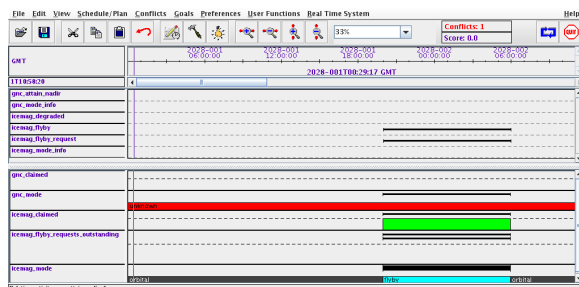 File Edit View Schedule/Plan Conflicts Goals Preferences User Functions Real Time System Help
33%
Conflicts: 1
Score: 0.0
GMT
2028-001 2028-001 2028-001 2028-002 2028-002
06:00:00 12:00:00 18:00:00 00:00:00 06:00:00
2028-001T00:29:17 GMT
1T10:58:20
gnc_attain_nadir
gnc_mode_info
icemag_degraded
icemag_flyby
icemag_flyby_request
icemag_mode_info
gnc_claimed
gnc_mode
unknown
icemag_claimed
icemag_flyby_requests_outstanding
icemag_mode
orbital flyby orbital